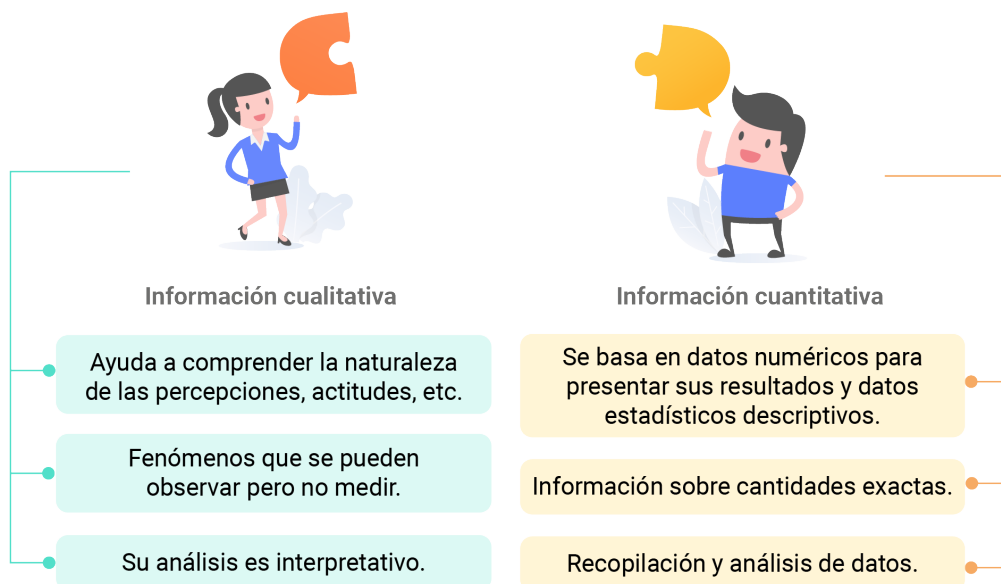 Información cualitativa
Ayuda a comprender la naturaleza
de las percepciones, actitudes, etc.
Fenómenos que se pueden
observar pero no medir.
Su análisis es interpretativo.
Información cuantitativa
Se basa en datos numéricos para
presentar sus resultados y datos
estadísticos descriptivos.
Información sobre cantidades exactas.
Recopilación y análisis de datos.